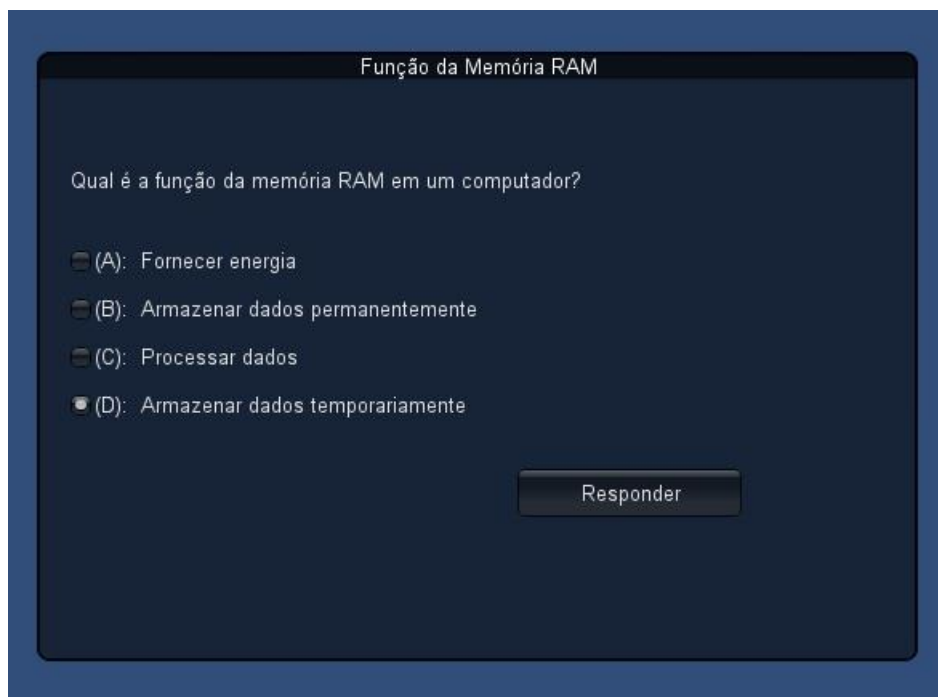 Função da Memória RAM
Qual é a função da memória RAM em um computador?
(A): Fornecer energia
(B): Armazenar dados permanentemente
(C): Processar dados
(D): Armazenar dados temporariamente
Responder